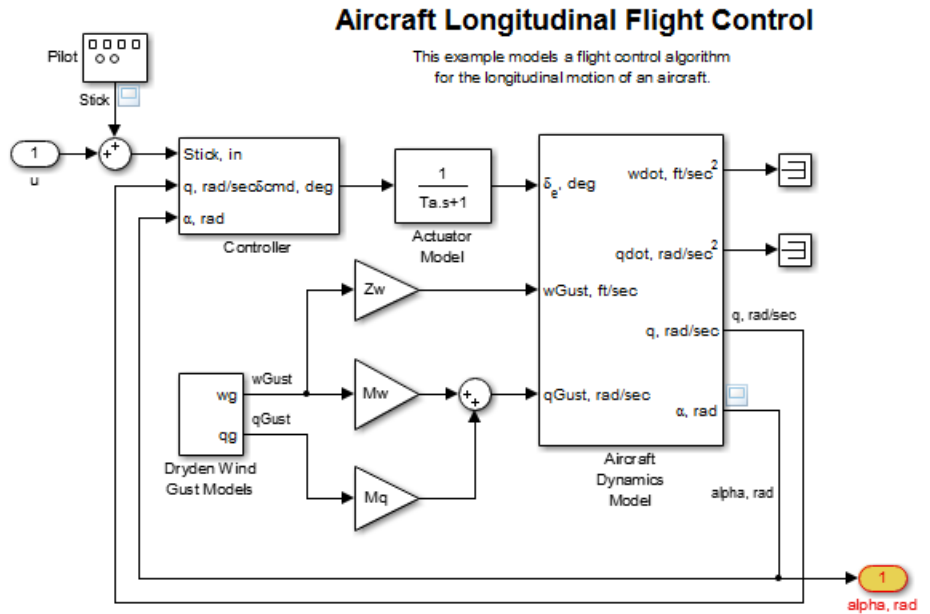 Aircraft Longitudinal Flight Control
This example models a flight control algorithm
for the longitudinal motion of an aircraft.
Pilot
Stick
1
u
+
+
Stick, in
q, rad/secδcmd, deg
α, rad
Controller
1
Ta.s+1
Actuator
Model
δe, deg
wGust, ft/sec
qGust, rad/sec
wdot, ft/sec2
qdot, rad/sec2
q, rad/sec
α, rad
Aircraft
Dynamics
Model
q, rad/sec
alpha, rad
Zw
Mw
Mq
+
+
wg
qg
wGust
qGust
Dryden Wind
Gust Models
1
alpha, rad